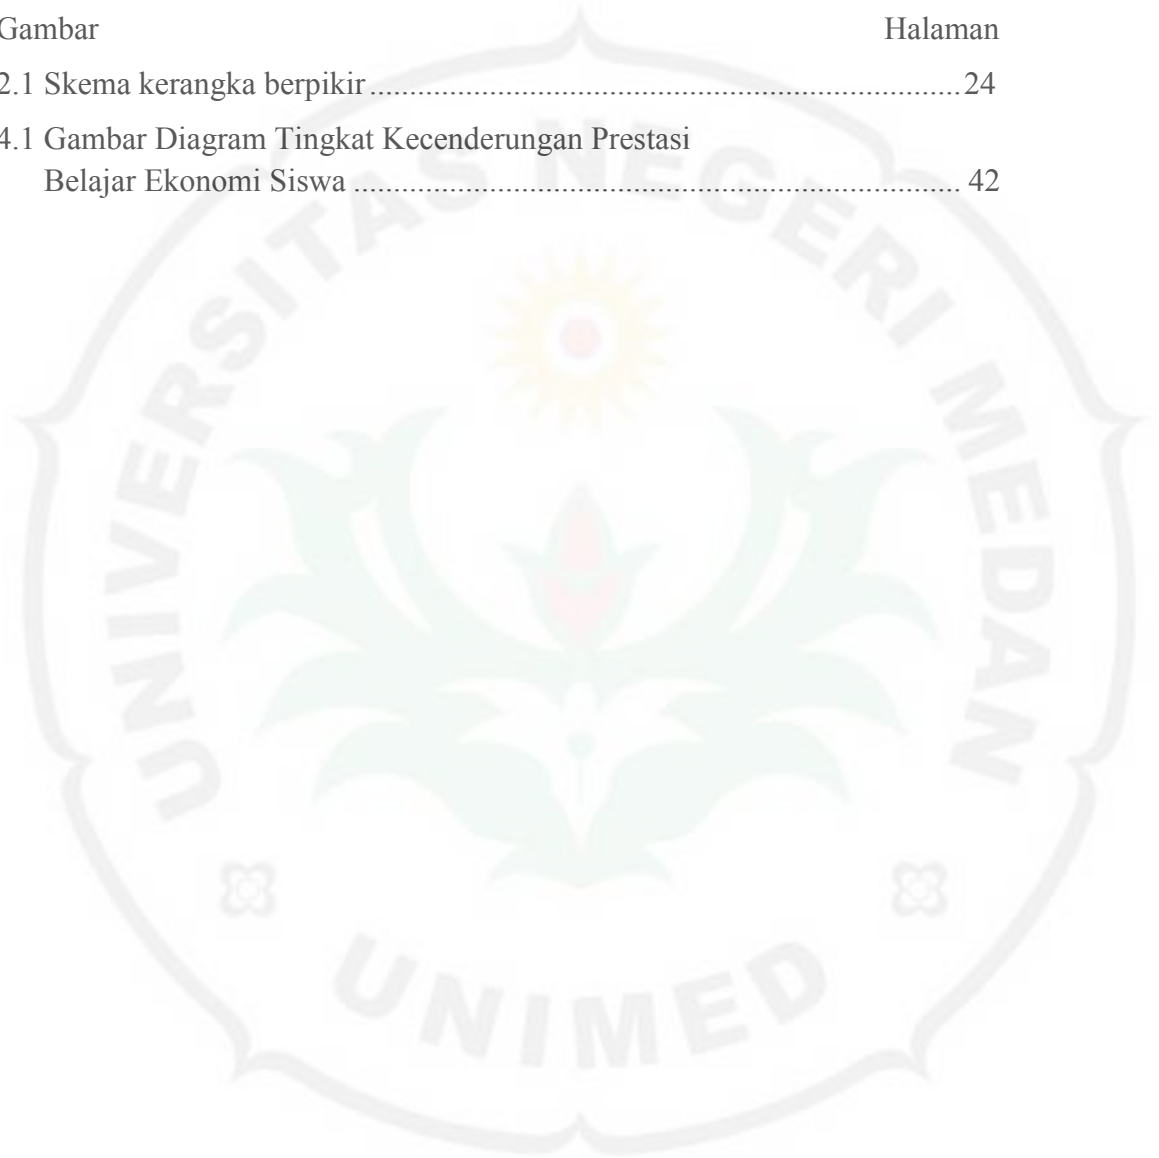 Gambar Halaman
2.1 Skema kerangka berpikir..........................................................................24
4.1 Gambar Diagram Tingkat Kecenderungan Prestasi
Belajar Ekonomi Siswa ............................................................................ 42
UNIVERSITAS NEGERI MEDAN
UNIMED